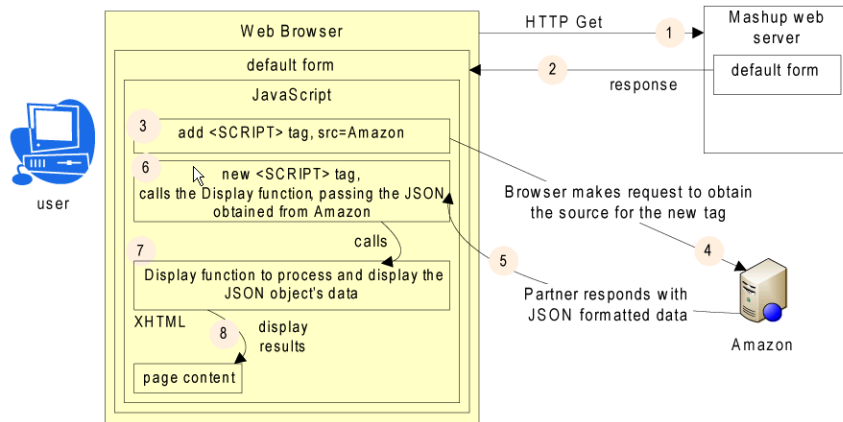 Web Browser
HTTP Get
1
Mashup web
server
default form
2
response
default form
JavaScript
3
add <SCRIPT> tag, src=Amazon
6
new <SCRIPT> tag,
calls the Display function, passing the JSON
obtained from Amazon
user
Browser makes request to obtain
the source for the new tag
calls
4
5
7
Display function to process and display the
JSON object's data
Partner responds with
JSON formatted data
XHTML
8
display
results
Amazon
page content